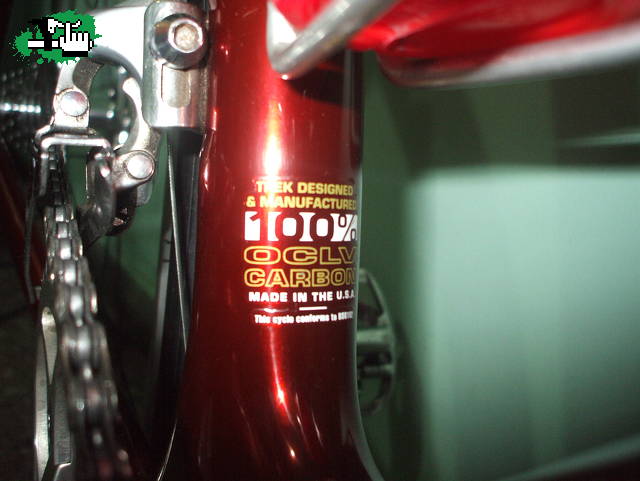 TREK DESIGNED
& MANUFACTURED
100%
OCLV
CARBON
MADE IN THE U.S.A.
This cycle conforms to